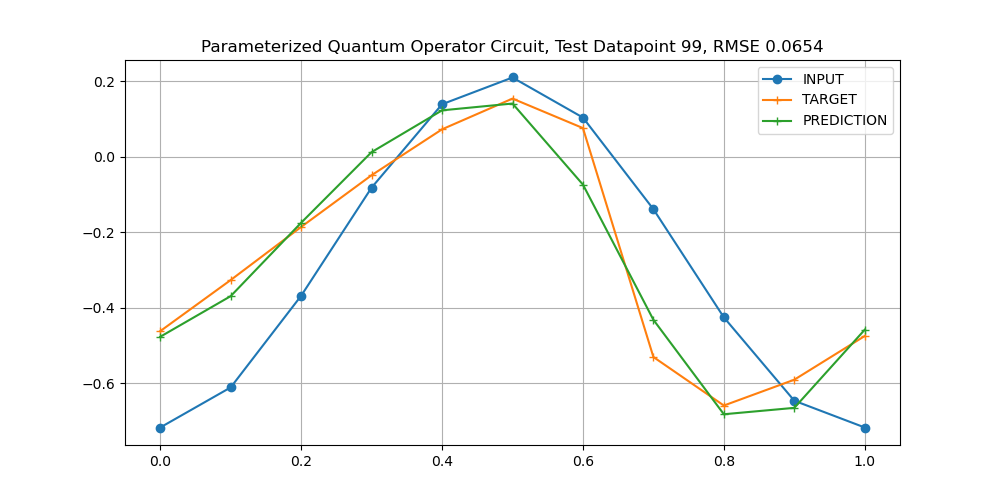 Parameterized Quantum Operator Circuit, Test Datapoint 99, RMSE 0.0654
INPUT
TARGET
PREDICTION
0.2
0.0
−0.2
−0.4
−0.6
0.0 0.2 0.4 0.6 0.8 1.0